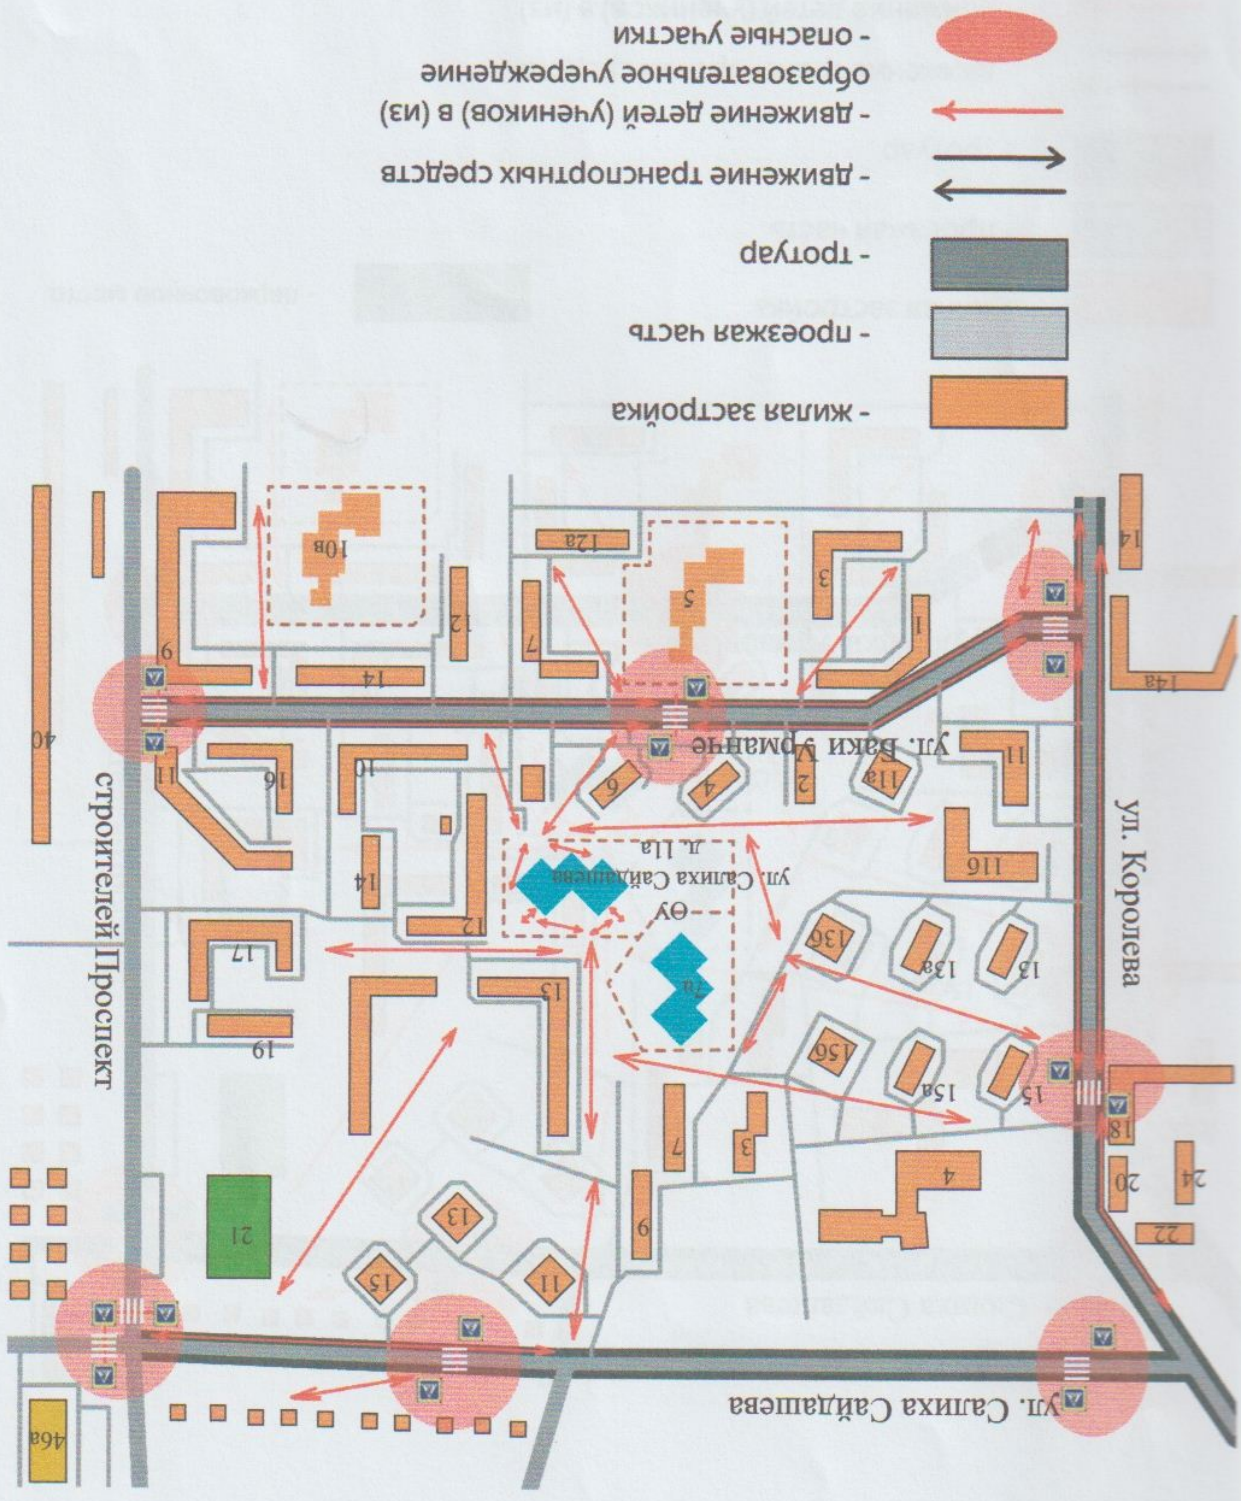 46а
ул. Салиха Сайдашева
22
9
11
15
21
24
20
4
13
18
3
7
15
15а
15б
19
7а
13
13
13а
13б
17
ОУ
12
ул. Салиха Сайдашева
д. 11а
11б
14
ул. Королева
Проспект строителей
11
11а
2
4
6
10
16
11
40
ул. Баки Урманче
14а
14
9
1
7
12
5
3
14
12а
10в
- жилая застройка
- проезжая часть
- тротуар
- движение транспортных средств
- движение детей (учеников) в (из)
образовательное учереждение
- опасные участки